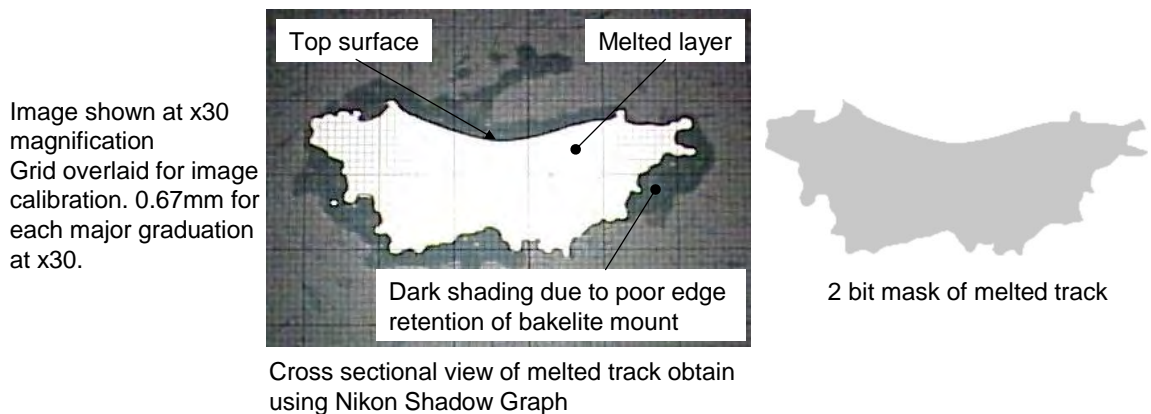 Top surface
Melted layer
Image shown at x30
magnification
Grid overlaid for image
calibration. 0.67mm for
each major graduation
at x30.
Dark shading due to poor edge
retention of bakelite mount
2 bit mask of melted track
Cross sectional view of melted track obtain
using Nikon Shadow Graph